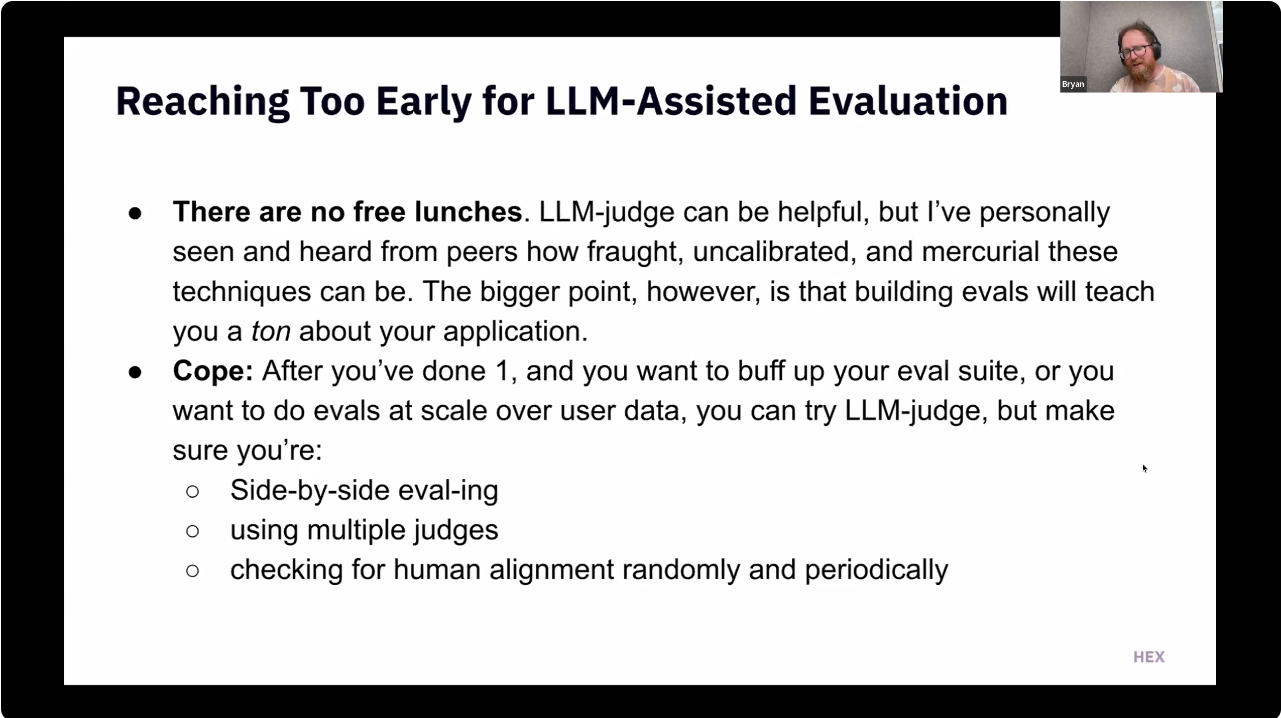 Bryan
Reaching Too Early for LLM-Assisted Evaluation
● There are no free lunches. LLM-judge can be helpful, but I’ve personally
seen and heard from peers how fraught, uncalibrated, and mercurial these
techniques can be. The bigger point, however, is that building evals will teach
you a ton about your application.
● Cope: After you’ve done 1, and you want to buff up your eval suite, or you
want to do evals at scale over user data, you can try LLM-judge, but make
sure you’re:
○ Side-by-side eval-ing
○ using multiple judges
○ checking for human alignment randomly and periodically
HEX